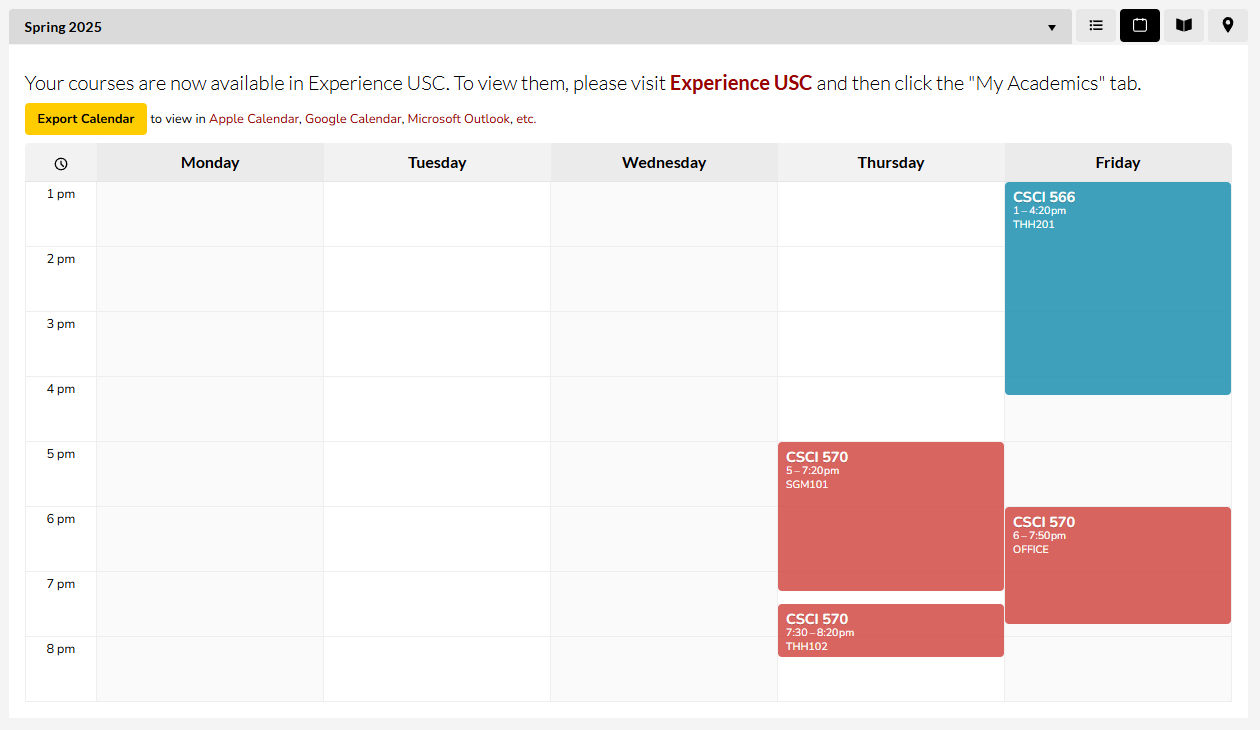 Spring 2025
Your courses are now available in Experience USC. To view them, please visit Experience USC and then click the "My Academics" tab.
Export Calendar to view in Apple Calendar, Google Calendar, Microsoft Outlook, etc.
Monday Tuesday Wednesday Thursday Friday
1 pm
CSCI 566
1 – 4:20pm
THH201
2 pm
3 pm
4 pm
5 pm
CSCI 570
5 – 7:20pm
SGM101
6 pm
CSCI 570
6 – 7:50pm
OFFICE
7 pm
CSCI 570
7:30 – 8:20pm
THH102
8 pm